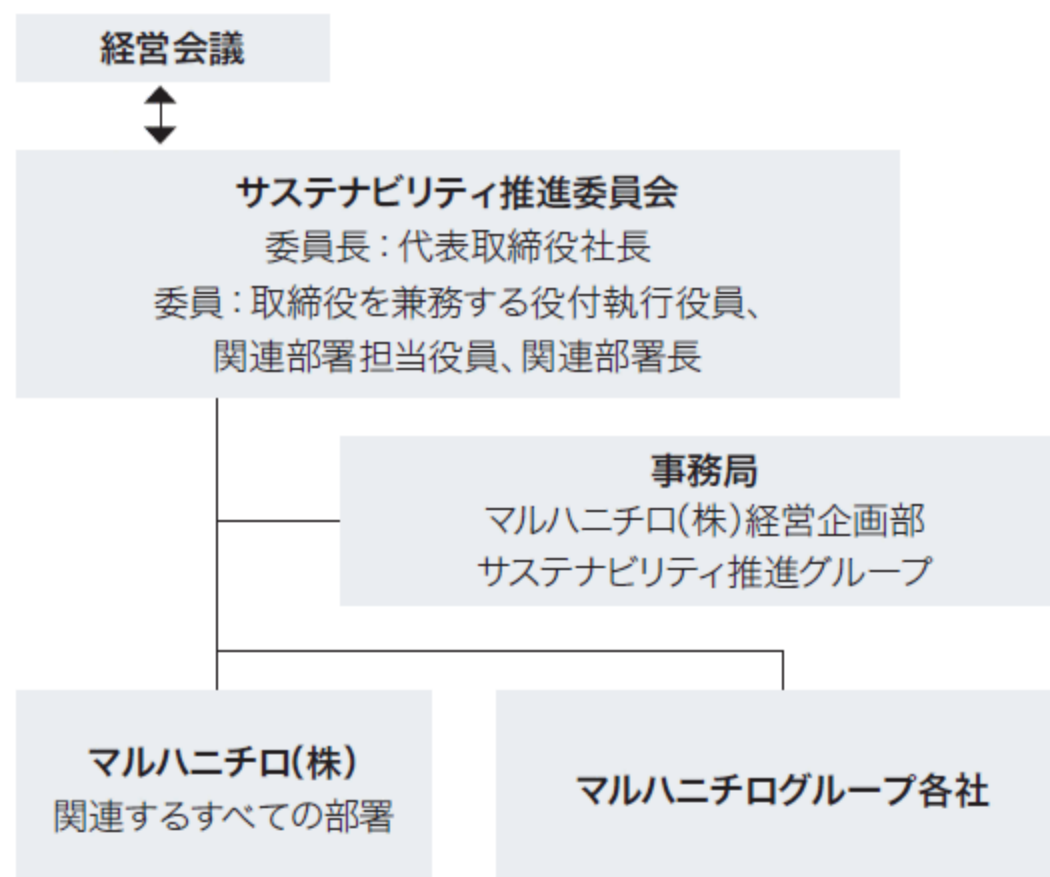 経営会議
サステナビリティ推進委員会
委員長：代表取締役社長
委員：取締役を兼務する役付執行役員、
関連部署担当役員、関連部署長
事務局
マルハニチロ(株)経営企画部
サステナビリティ推進グループ
マルハニチロ(株)
関連するすべての部署
マルハニチログループ各社